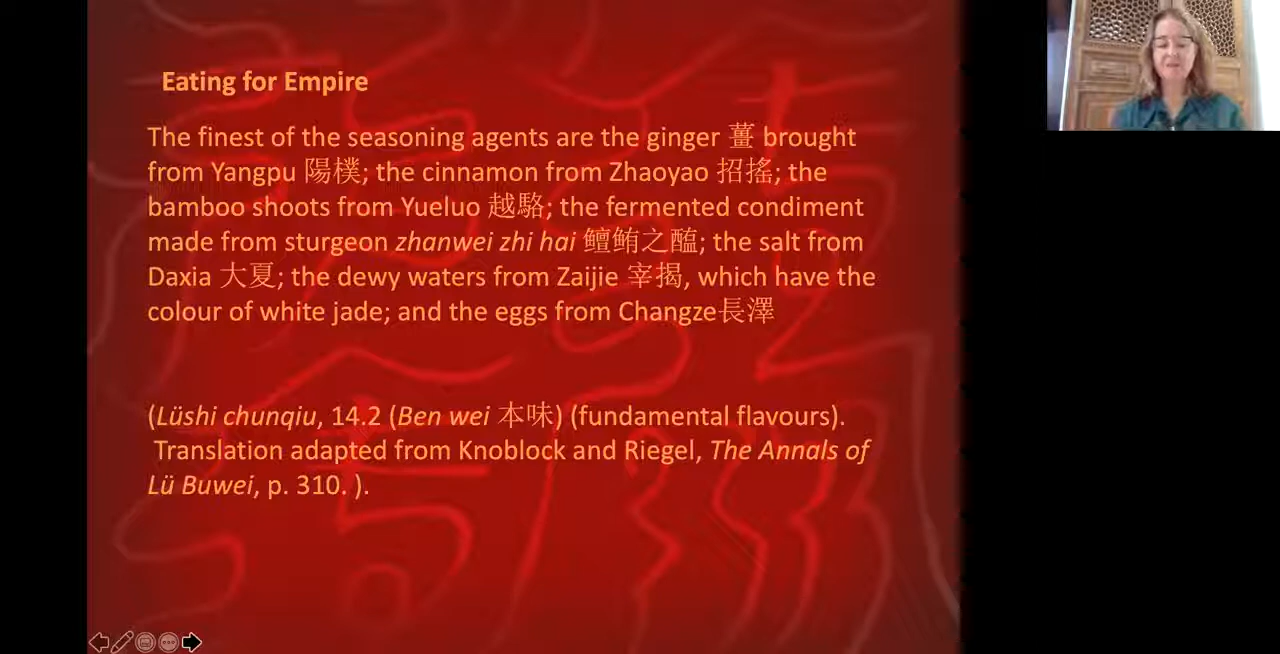 Eating for Empire
The finest of the seasoning agents are the ginger 薑 brought
from Yangpu 陽樸; the cinnamon from Zhaoyao 招搖; the
bamboo shoots from Yueluo 越駱; the fermented condiment
made from sturgeon zhanwei zhi hai 鱣鮪之醢; the salt from
Daxia 大夏; the dewy waters from Zaijie 宰揭, which have the
colour of white jade; and the eggs from Changze長澤
(Lüshi chunqiu, 14.2 (Ben wei 本味) (fundamental flavours).
Translation adapted from Knoblock and Riegel, The Annals of
Lü Buwei, p. 310. ).